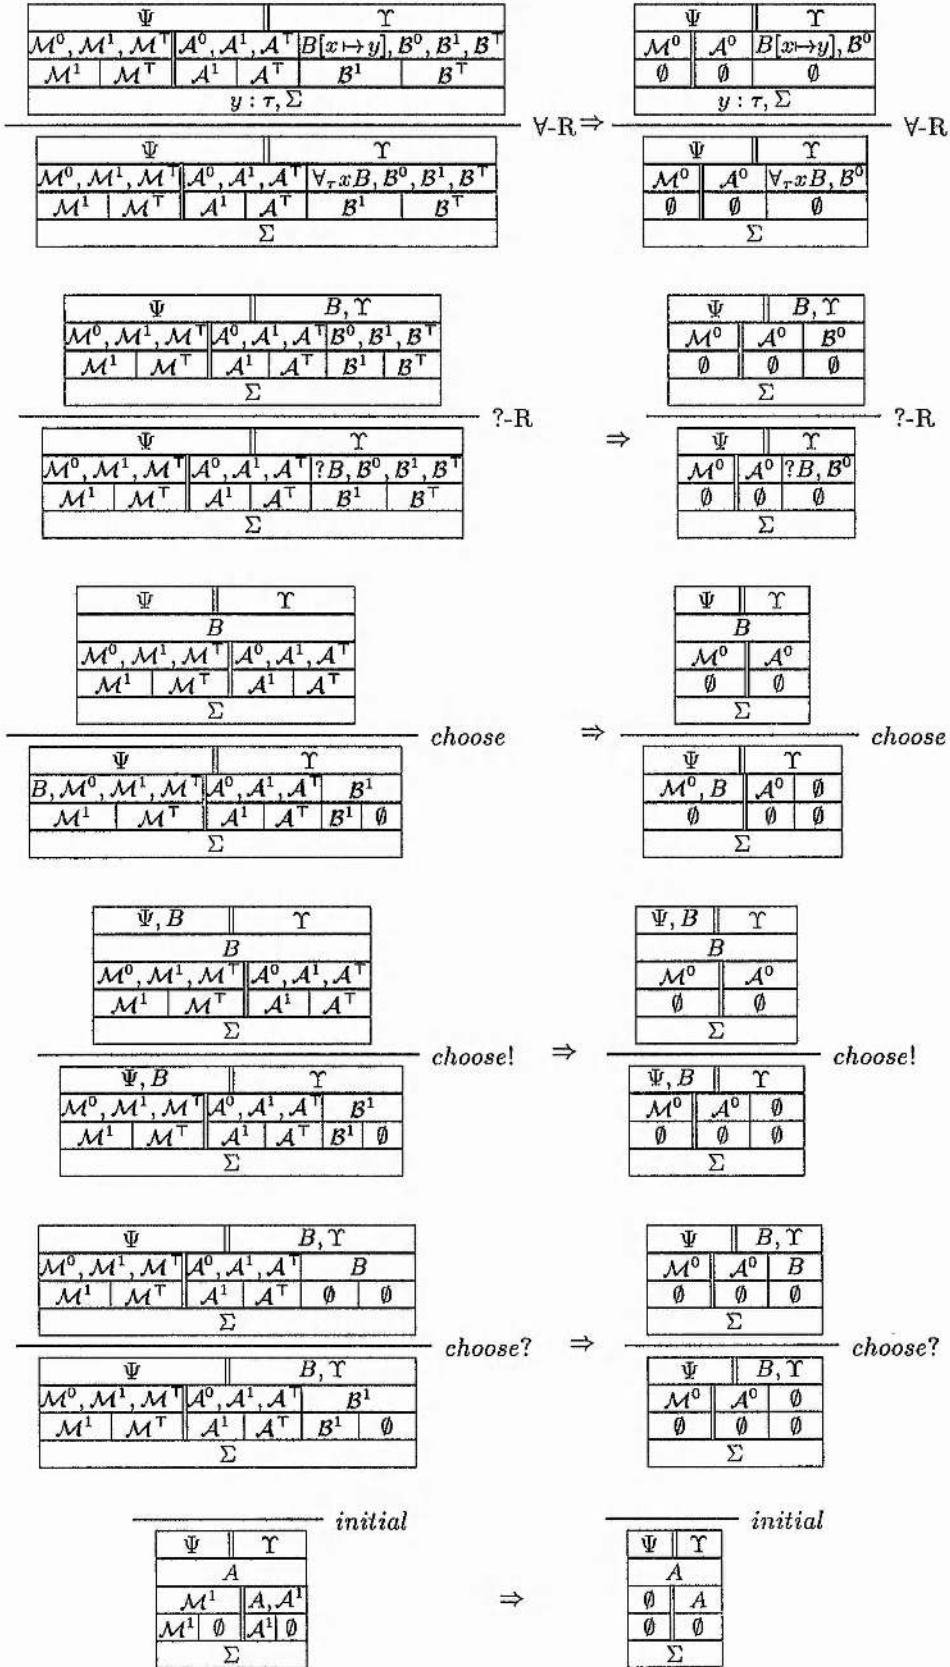 Ψ ϒ Ψ ϒ
ℳ⁰, ℳ¹, ℳ^⊤ 𝒜⁰, 𝒜¹, 𝒜^⊤ B[x↦y], ℬ⁰, ℬ¹, ℬ^⊤ ℳ⁰ 𝒜⁰ B[x↦y], ℬ⁰
ℳ¹ ℳ^⊤ 𝒜¹ 𝒜^⊤ ℬ¹ ℬ^⊤ ∅ ∅ ∅
y : τ, Σ y : τ, Σ
∀-R ⇒ ∀-R
Ψ ϒ Ψ ϒ
ℳ⁰, ℳ¹, ℳ^⊤ 𝒜⁰, 𝒜¹, 𝒜^⊤ ∀_τ xB, ℬ⁰, ℬ¹, ℬ^⊤ ℳ⁰ 𝒜⁰ ∀_τ xB, ℬ⁰
ℳ¹ ℳ^⊤ 𝒜¹ 𝒜^⊤ ℬ¹ ℬ^⊤ ∅ ∅ ∅
Σ Σ
Ψ B, ϒ Ψ B, ϒ
ℳ⁰, ℳ¹, ℳ^⊤ 𝒜⁰, 𝒜¹, 𝒜^⊤ ℬ⁰, ℬ¹, ℬ^⊤ ℳ⁰ 𝒜⁰ ℬ⁰
ℳ¹ ℳ^⊤ 𝒜¹ 𝒜^⊤ ℬ¹ ℬ^⊤ ∅ ∅ ∅
Σ Σ
?-R ⇒ ?-R
Ψ ϒ Ψ ϒ
ℳ⁰, ℳ¹, ℳ^⊤ 𝒜⁰, 𝒜¹, 𝒜^⊤ ?B, ℬ⁰, ℬ¹, ℬ^⊤ ℳ⁰ 𝒜⁰ ?B, ℬ⁰
ℳ¹ ℳ^⊤ 𝒜¹ 𝒜^⊤ ℬ¹ ℬ^⊤ ∅ ∅ ∅
Σ Σ
Ψ ϒ Ψ ϒ
B B
ℳ⁰, ℳ¹, ℳ^⊤ 𝒜⁰, 𝒜¹, 𝒜^⊤ ℳ⁰ 𝒜⁰
ℳ¹ ℳ^⊤ 𝒜¹ 𝒜^⊤ ∅ ∅
Σ Σ
choose ⇒ choose
Ψ ϒ Ψ ϒ
B, ℳ⁰, ℳ¹, ℳ^⊤ 𝒜⁰, 𝒜¹, 𝒜^⊤ ℬ¹ ℳ⁰, B 𝒜⁰ ∅
ℳ¹ ℳ^⊤ 𝒜¹ 𝒜^⊤ ℬ¹ ∅ ∅ ∅ ∅
Σ Σ
Ψ, B ϒ Ψ, B ϒ
B B
ℳ⁰, ℳ¹, ℳ^⊤ 𝒜⁰, 𝒜¹, 𝒜^⊤ ℳ⁰ 𝒜⁰
ℳ¹ ℳ^⊤ 𝒜¹ 𝒜^⊤ ∅ ∅
Σ Σ
choose! ⇒ choose!
Ψ, B ϒ Ψ, B ϒ
ℳ⁰, ℳ¹, ℳ^⊤ 𝒜⁰, 𝒜¹, 𝒜^⊤ ℬ¹ ℳ⁰ 𝒜⁰ ∅
ℳ¹ ℳ^⊤ 𝒜¹ 𝒜^⊤ ℬ¹ ∅ ∅ ∅ ∅
Σ Σ
Ψ B, ϒ Ψ B, ϒ
ℳ⁰, ℳ¹, ℳ^⊤ 𝒜⁰, 𝒜¹, 𝒜^⊤ B ℳ⁰ 𝒜⁰ B
ℳ¹ ℳ^⊤ 𝒜¹ 𝒜^⊤ ∅ ∅ ∅ ∅ ∅
Σ Σ
choose? ⇒ choose?
Ψ B, ϒ Ψ B, ϒ
ℳ⁰, ℳ¹, ℳ^⊤ 𝒜⁰, 𝒜¹, 𝒜^⊤ ℬ¹ ℳ⁰ 𝒜⁰ ∅
ℳ¹ ℳ^⊤ 𝒜¹ 𝒜^⊤ ℬ¹ ∅ ∅ ∅ ∅
Σ Σ
initial initial
Ψ ϒ Ψ ϒ
A A
ℳ¹ A, 𝒜¹ ⇒ ∅ A
ℳ¹ ∅ 𝒜¹ ∅ ∅ ∅
Σ Σ